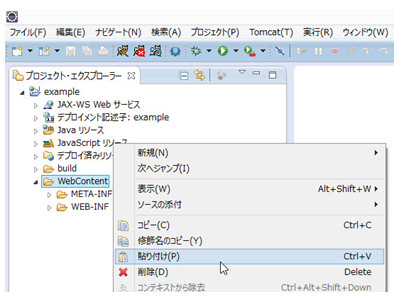 ファイル(F) 編集(E) ナビゲート(N) 検索(A) プロジェクト(P) Tomcat(T) 実行(R) ウィンドウ(W)
プロジェクト・エクスプローラー
example
JAX-WS Web サービス
デプロイメント記述子: example
Java リソース
JavaScript リソース
デプロイ済みリソ
build
WebContent
META-INF
WEB-INF
新規(N)
次へジャンプ(I)
表示(W) Alt+Shift+W
ソースの添付
コピー(C) Ctrl+C
修飾名のコピー(Y)
貼り付け(P) Ctrl+V
削除(D) Delete
コンテキストから除去 Ctrl+Alt+Shift+Down